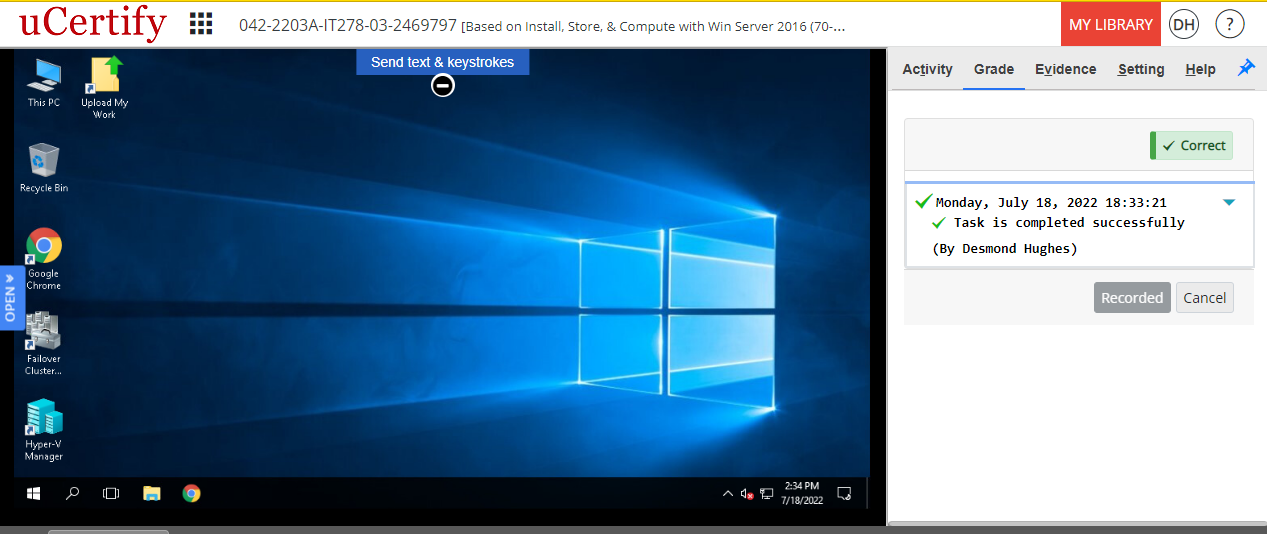 uCertify
042-2203A-IT278-03-2469797 [Based on Install, Store, & Compute with Win Server 2016 (70-...
MY LIBRARY
DH
?
Send text & keystrokes
This PC
Upload My
Work
Recycle Bin
Google
Chrome
OPEN
Failover
Cluster...
Hyper-V
Manager
2:34 PM
7/18/2022
Activity Grade Evidence Setting Help
Correct
Monday, July 18, 2022 18:33:21
Task is completed successfully
(By Desmond Hughes)
Recorded Cancel